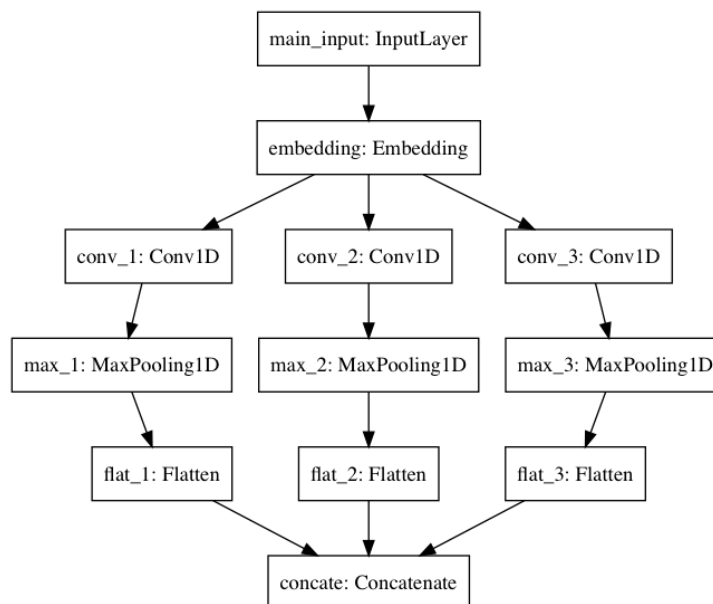 main_input: InputLayer
embedding: Embedding
conv_1: Conv1D
conv_2: Conv1D
conv_3: Conv1D
max_1: MaxPooling1D
max_2: MaxPooling1D
max_3: MaxPooling1D
flat_1: Flatten
flat_2: Flatten
flat_3: Flatten
concate: Concatenate